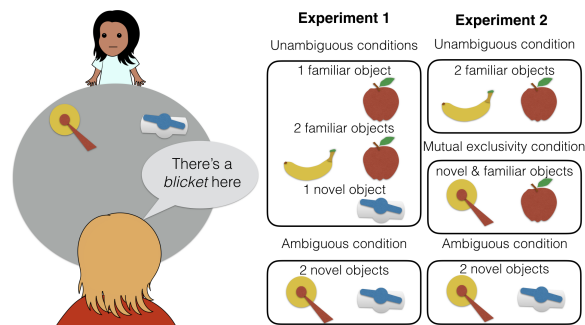 There's a
blicket here
Experiment 1
Unambiguous conditions
1 familiar object
2 familiar objects
1 novel object
Ambiguous condition
2 novel objects
Experiment 2
Unambiguous condition
2 familiar objects
Mutual exclusivity condition
novel & familiar objects
Ambiguous condition
2 novel objects